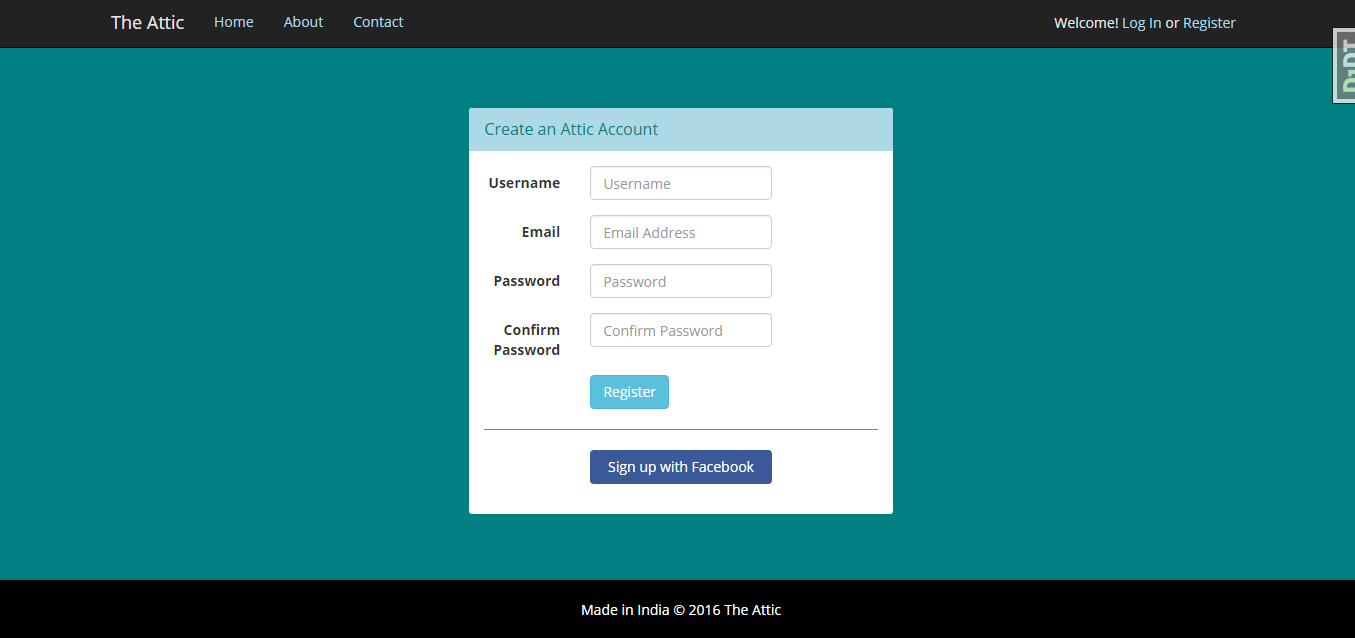 The Attic Home About Contact Welcome! Log In or Register
DjDT
Create an Attic Account
Username Username
Email Email Address
Password Password
Confirm Password Confirm Password
Register
Sign up with Facebook
Made in India © 2016 The Attic